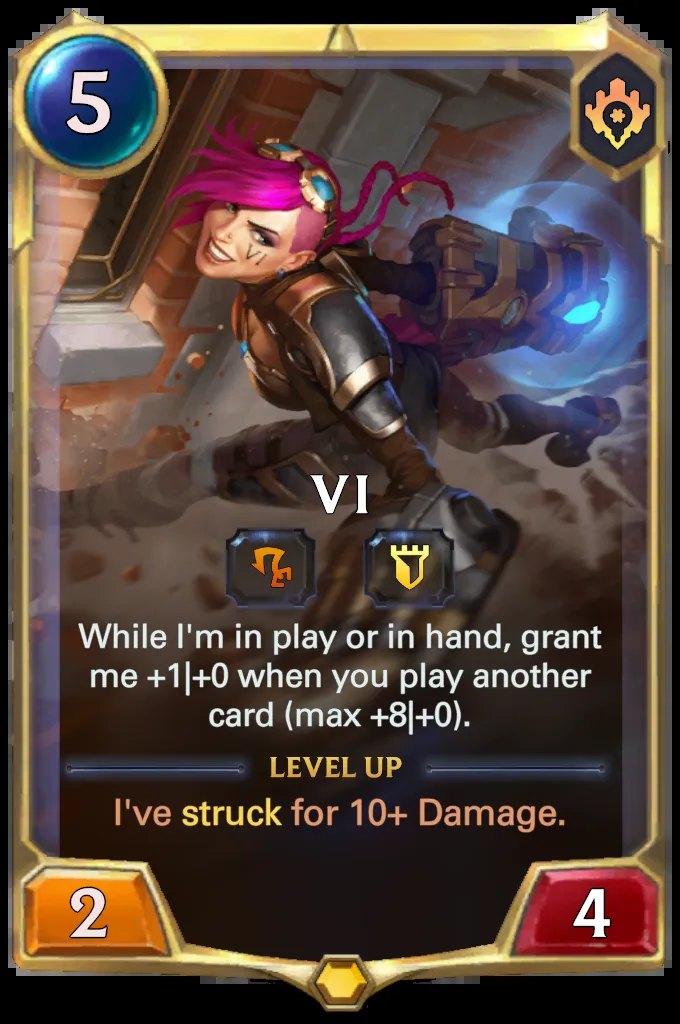 5
VI
VI
While I'm in play or in hand, grant
me +1|+0 when you play another
card (max +8|+0).
LEVEL UP
I've struck for 10+ Damage.
2
4